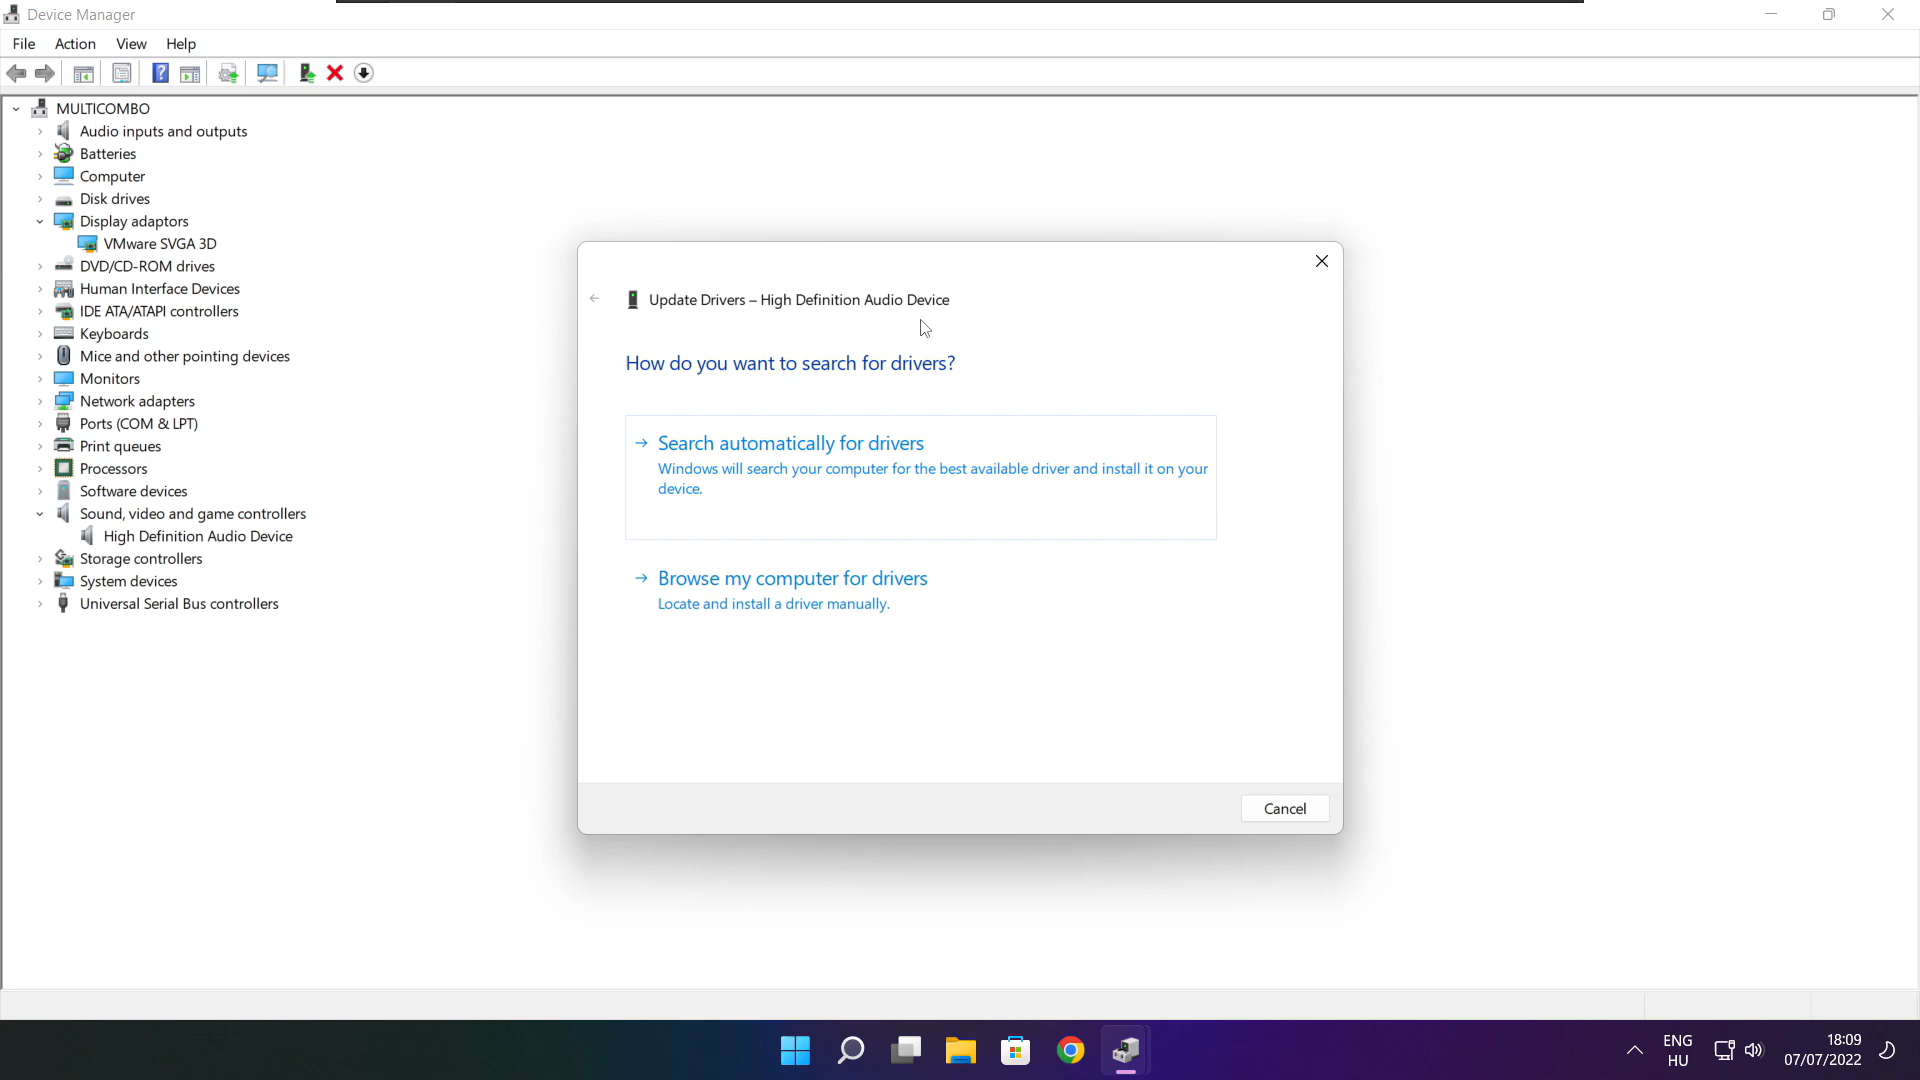 Device Manager
File Action View Help
MULTICOMBO
Audio inputs and outputs
Batteries
Computer
Disk drives
Display adaptors
VMware SVGA 3D
DVD/CD-ROM drives
Human Interface Devices
IDE ATA/ATAPI controllers
Keyboards
Mice and other pointing devices
Monitors
Network adapters
Ports (COM & LPT)
Print queues
Processors
Software devices
Sound, video and game controllers
High Definition Audio Device
Storage controllers
System devices
Universal Serial Bus controllers
Update Drivers – High Definition Audio Device
How do you want to search for drivers?
Search automatically for drivers
Windows will search your computer for the best available driver and install it on your
device.
Browse my computer for drivers
Locate and install a driver manually.
Cancel
ENG
HU
18:09
07/07/2022